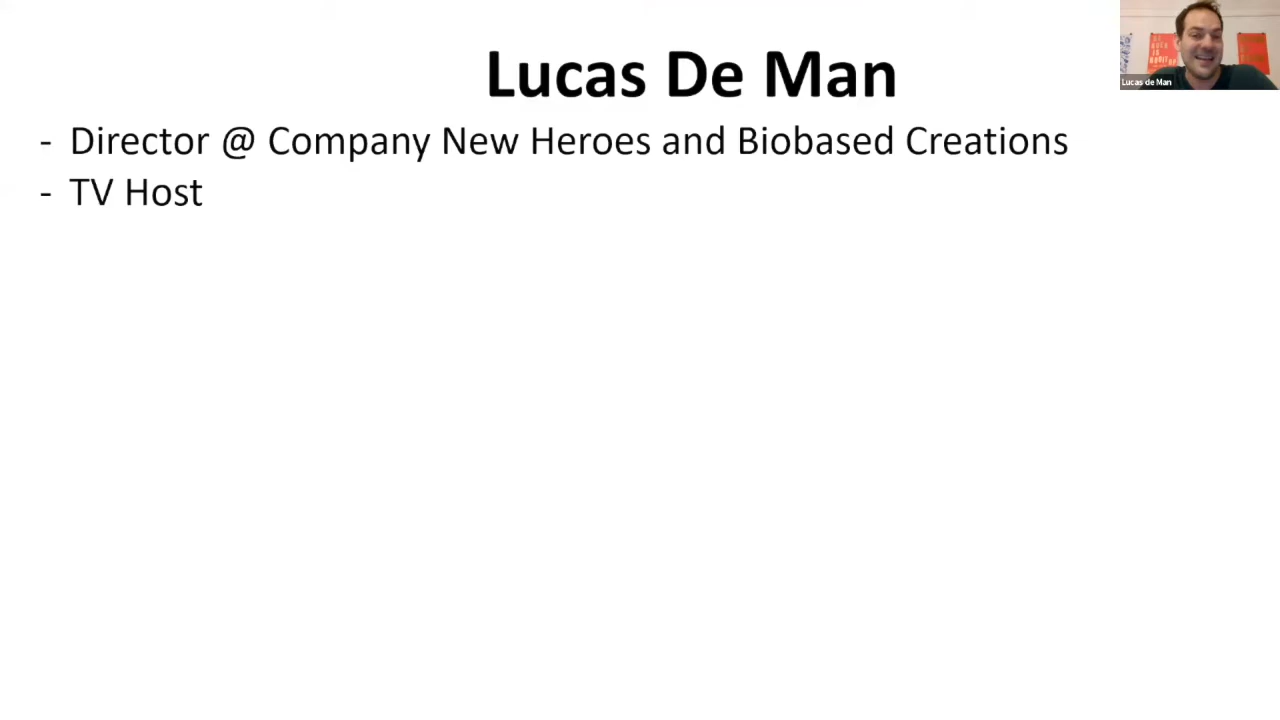 Lucas De Man
- Director @ Company New Heroes and Biobased Creations
- TV Host
Lucas de Man